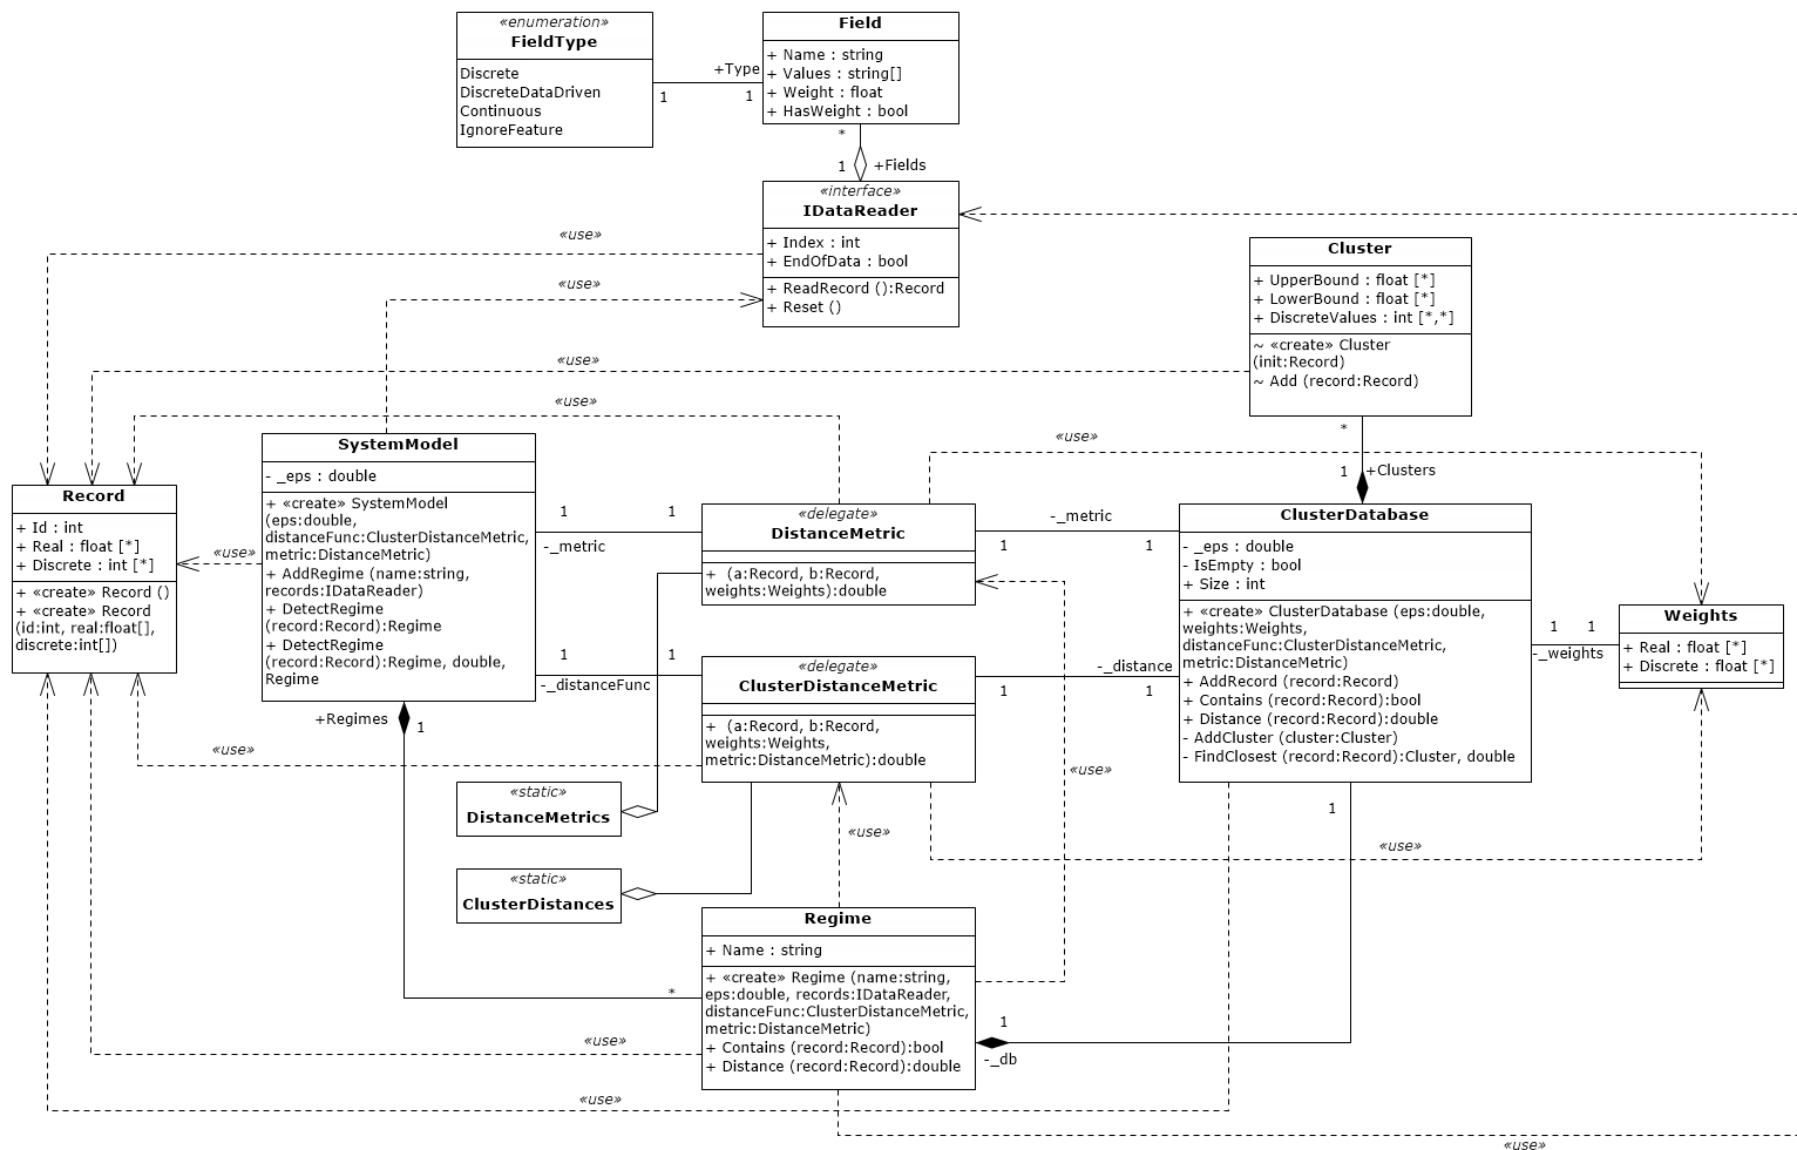 «enumeration»
FieldType
Discrete
DiscreteDataDriven
Continuous
IgnoreFeature
+Type
1
1
Field
+ Name : string
+ Values : string[]
+ Weight : float
+ HasWeight : bool
*
1
+Fields
«interface»
IDataReader
+ Index : int
+ EndOfData : bool
+ ReadRecord ():Record
+ Reset ()
«use»
«use»
«use»
«use»
«use»
Cluster
+ UpperBound : float [*]
+ LowerBound : float [*]
+ DiscreteValues : int [*,*]
~ «create» Cluster
(init:Record)
~ Add (record:Record)
*
1
+Clusters
Record
+ Id : int
+ Real : float [*]
+ Discrete : int [*]
+ «create» Record ()
+ «create» Record
(id:int, real:float[],
discrete:int[])
«use»
SystemModel
- _eps : double
+ «create» SystemModel
(eps:double,
distanceFunc:ClusterDistanceMetric,
metric:DistanceMetric)
+ AddRegime (name:string,
records:IDataReader)
+ DetectRegime
(record:Record):Regime
+ DetectRegime
(record:Record):Regime, double,
Regime
1
1
-_metric
1
1
-_distanceFunc
«delegate»
DistanceMetric
+ (a:Record, b:Record,
weights:Weights):double
-_metric
1
1
«delegate»
ClusterDistanceMetric
+ (a:Record, b:Record,
weights:Weights,
metric:DistanceMetric):double
-_distance
1
1
ClusterDatabase
- _eps : double
- IsEmpty : bool
+ Size : int
+ «create» ClusterDatabase (eps:double,
weights:Weights,
distanceFunc:ClusterDistanceMetric,
metric:DistanceMetric)
+ AddRecord (record:Record)
+ Contains (record:Record):bool
+ Distance (record:Record):double
- AddCluster (cluster:Cluster)
- FindClosest (record:Record):Cluster, double
1
1
-_weights
Weights
+ Real : float [*]
+ Discrete : float [*]
+Regimes
1
«use»
«use»
«static»
DistanceMetrics
«use»
1
«use»
«static»
ClusterDistances
Regime
+ Name : string
+ «create» Regime (name:string,
eps:double, records:IDataReader,
distanceFunc:ClusterDistanceMetric,
metric:DistanceMetric)
+ Contains (record:Record):bool
+ Distance (record:Record):double
*
1
-_db
«use»
«use»
«use»